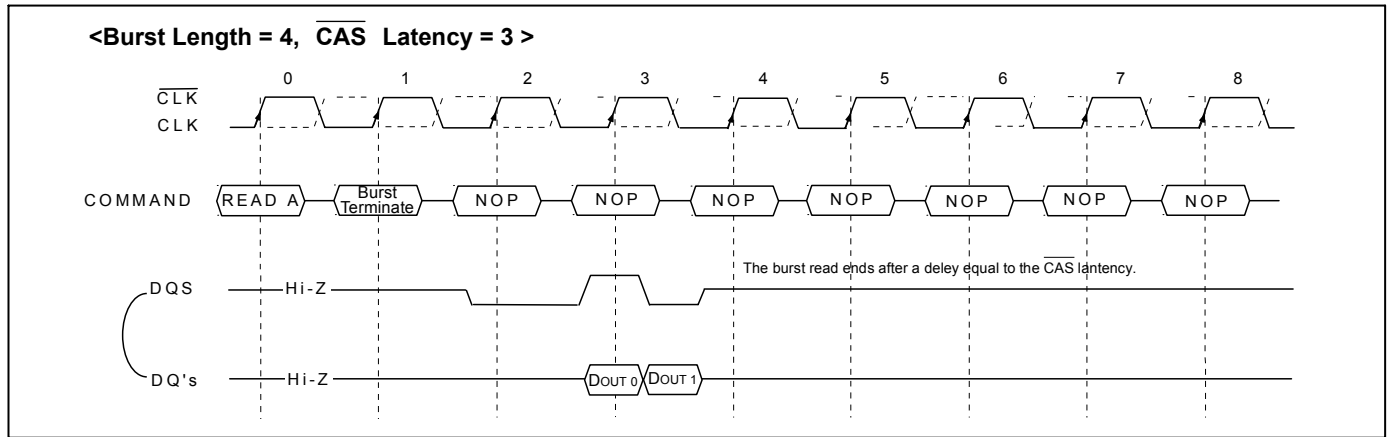 <Burst Length = 4, CAS Latency = 3 >
0 1 2 3 4 5 6 7 8
CLK
CLK
COMMAND READ A Burst Terminate NOP NOP NOP NOP NOP NOP NOP
The burst read ends after a deley equal to the CAS lantency.
DQS Hi-Z
DQ's Hi-Z DOUT 0 DOUT 1